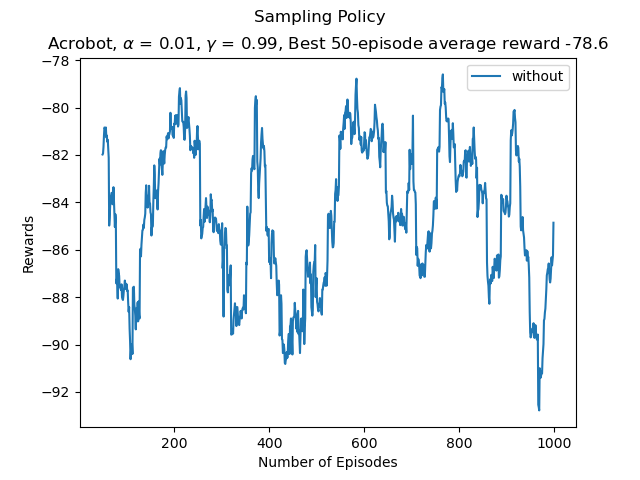 Sampling Policy
Acrobot, α = 0.01, γ = 0.99, Best 50-episode average reward -78.6
without
−78
−80
−82
−84
−86
−88
−90
−92
Rewards
200 400 600 800 1000
Number of Episodes